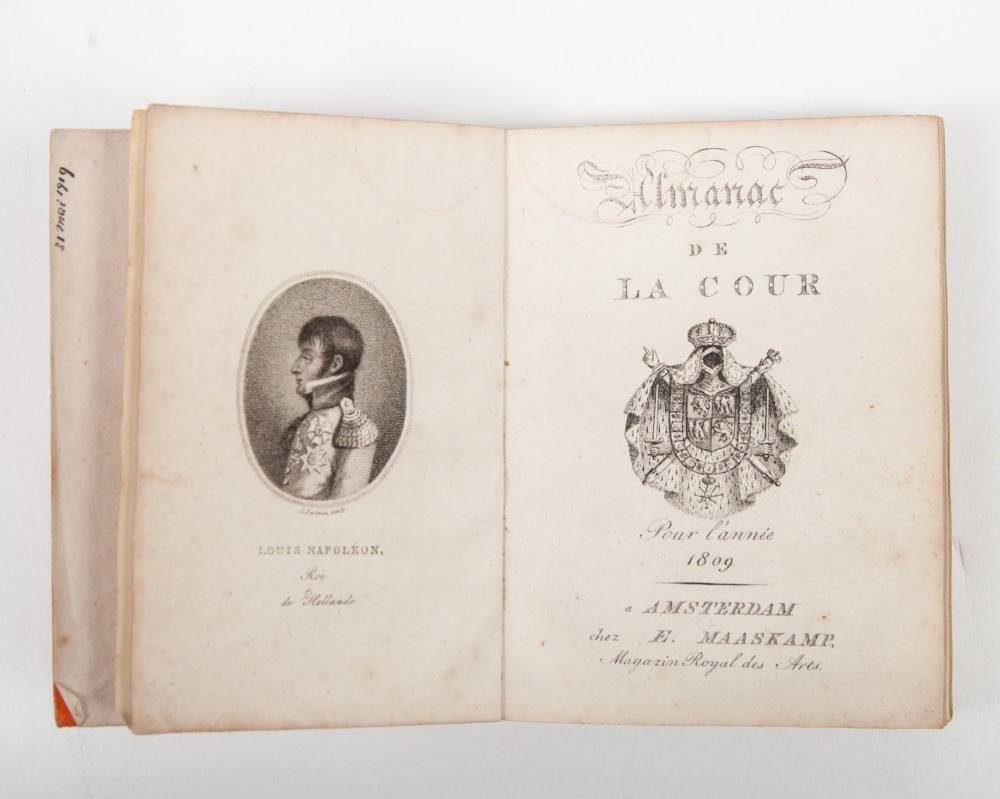 LOUIS NAPOLÉON,
Roi
de Hollande
Almanac
DE
LA COUR
Pour l'année
1809
a AMSTERDAM
chez E. MAASKAMP,
Magazin Royal des Arts.